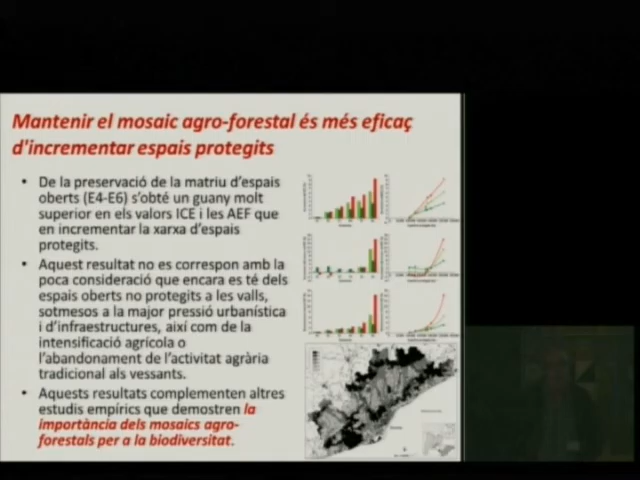 Mantenir el mosaic agro-forestal és més eficaç
d'incrementar espais protegits
• De la preservació de la matriu d'espais
oberts (E4-E6) s'obté un guany molt
superior en els valors ICE i les AEF que
en incrementar la xarxa d'espais
protegits.
• Aquest resultat no es correspon amb la
poca consideració que encara es té dels
espais oberts no protegits a les valls,
sotmesos a la major pressió urbanística
i d'infraestructures, així com de la
intensificació agrícola o
l'abandonament de l'activitat agrària
tradicional als vessants.
• Aquests resultats complementen altres
estudis empírics que demostren la
importància dels mosaics agro-
forestals per a la biodiversitat.